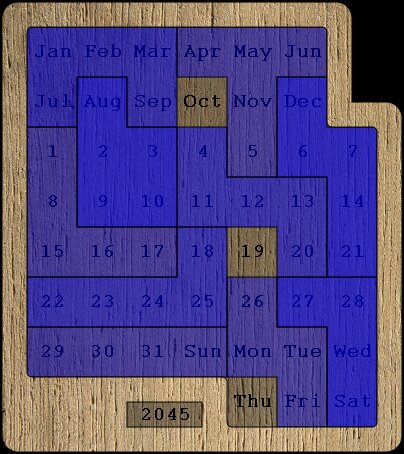 Jan Feb Mar Apr May Jun
Jul Aug Sep Oct Nov Dec
1 2 3 4 5 6 7
8 9 10 11 12 13 14
15 16 17 18 19 20 21
22 23 24 25 26 27 28
29 30 31 Sun Mon Tue Wed
Thu Fri Sat
2045